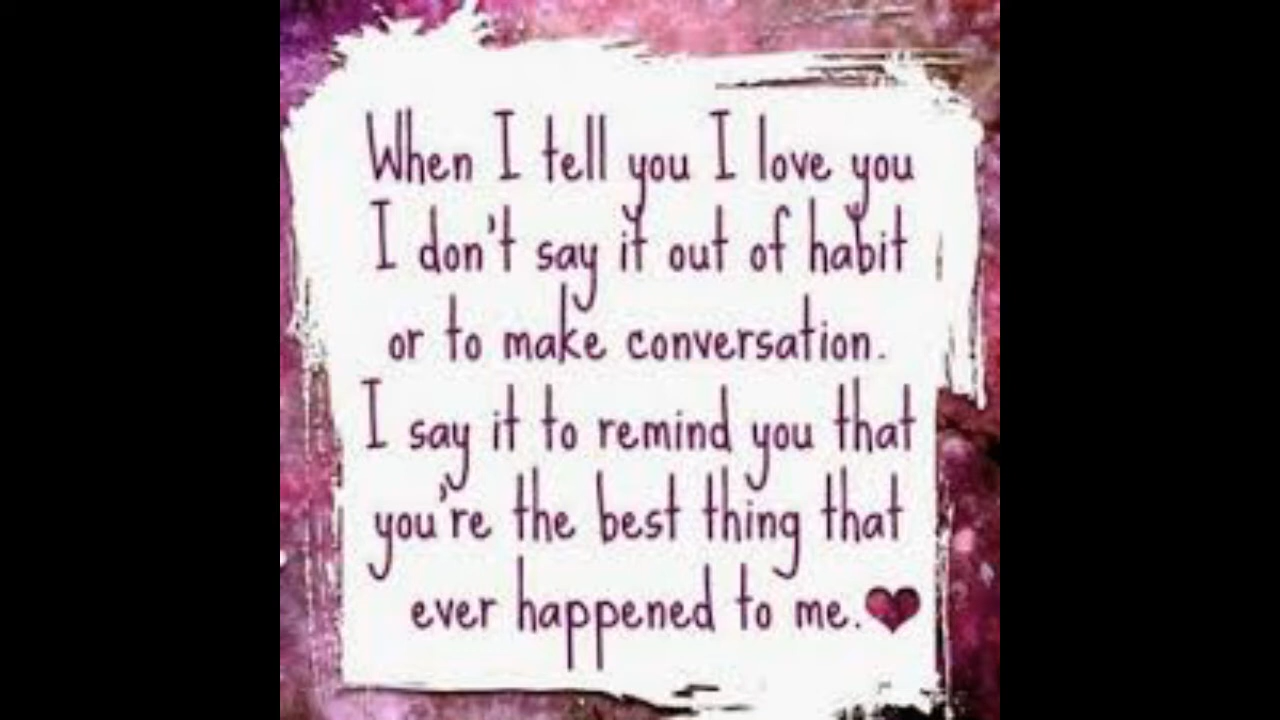 When I tell you I love you
I don't say it out of habit
or to make conversation.
I say it to remind you that
you're the best thing that
ever happened to me.